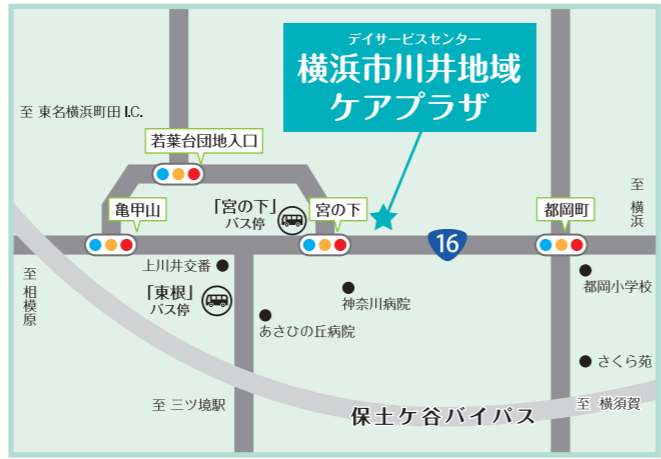 デイサービスセンター
横浜市川井地域
ケアプラザ
至 東名横浜町田 I.C.
若葉台団地入口
亀甲山
「宮の下」
バス停
宮の下
都岡町
至 横浜
16
至 相模原
上川井交番
「東根」
バス停
神奈川病院
あさひの丘病院
都岡小学校
さくら苑
至 三ツ境駅
保土ケ谷バイパス
至 横須賀